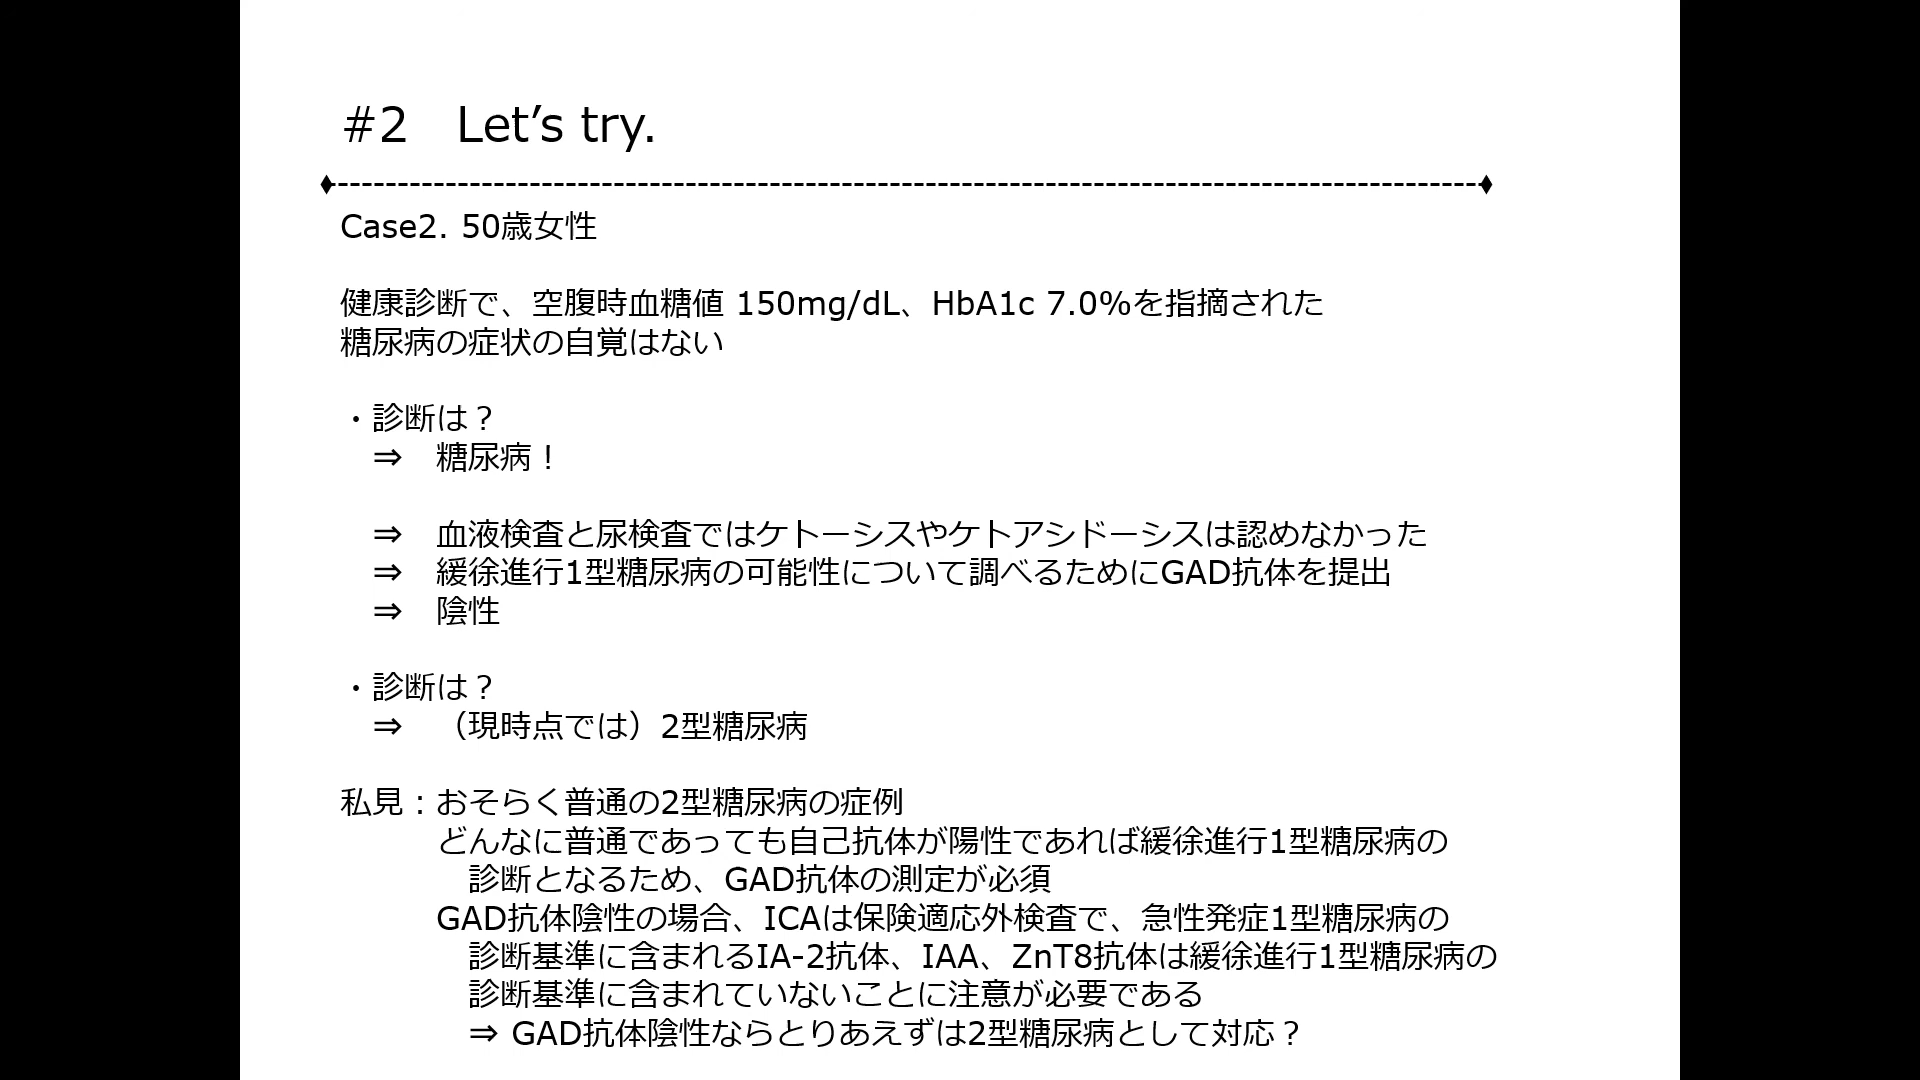 #2　Let’s try.
Case2. 50歳女性
健康診断で、空腹時血糖値 150mg/dL、HbA1c 7.0%を指摘された
糖尿病の症状の自覚はない
・診断は？
⇒　糖尿病！
⇒　血液検査と尿検査ではケトーシスやケトアシドーシスは認めなかった
⇒　緩徐進行1型糖尿病の可能性について調べるためにGAD抗体を提出
⇒　陰性
・診断は？
⇒　（現時点では）2型糖尿病
私見：おそらく普通の2型糖尿病の症例
どんなに普通であっても自己抗体が陽性であれば緩徐進行1型糖尿病の
診断となるため、GAD抗体の測定が必須
GAD抗体陰性の場合、ICAは保険適応外検査で、急性発症1型糖尿病の
診断基準に含まれるIA-2抗体、IAA、ZnT8抗体は緩徐進行1型糖尿病の
診断基準に含まれていないことに注意が必要である
⇒ GAD抗体陰性ならとりあえずは2型糖尿病として対応？